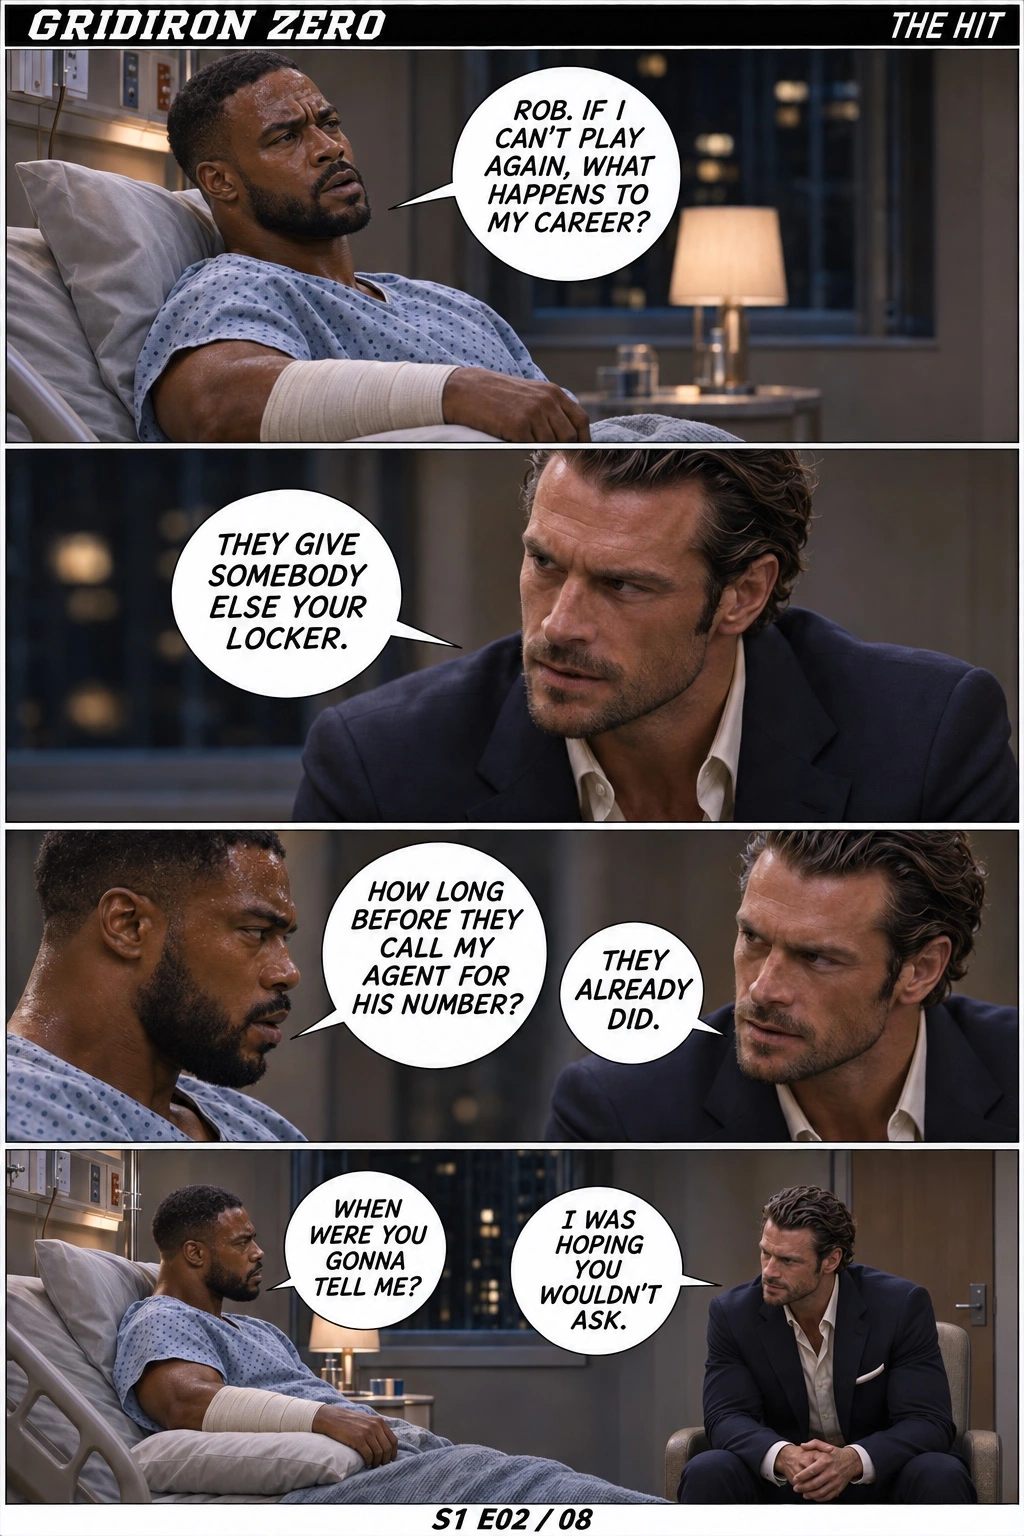 GRIDIRON ZERO
THE HIT
ROB. IF I
CAN'T PLAY
AGAIN, WHAT
HAPPENS TO
MY CAREER?
THEY GIVE
SOMEBODY
ELSE YOUR
LOCKER.
HOW LONG
BEFORE THEY
CALL MY
AGENT FOR
HIS NUMBER?
THEY
ALREADY
DID.
WHEN
WERE YOU
GONNA
TELL ME?
I WAS
HOPING
YOU
WOULDN'T
ASK.
S1 E02 / 08